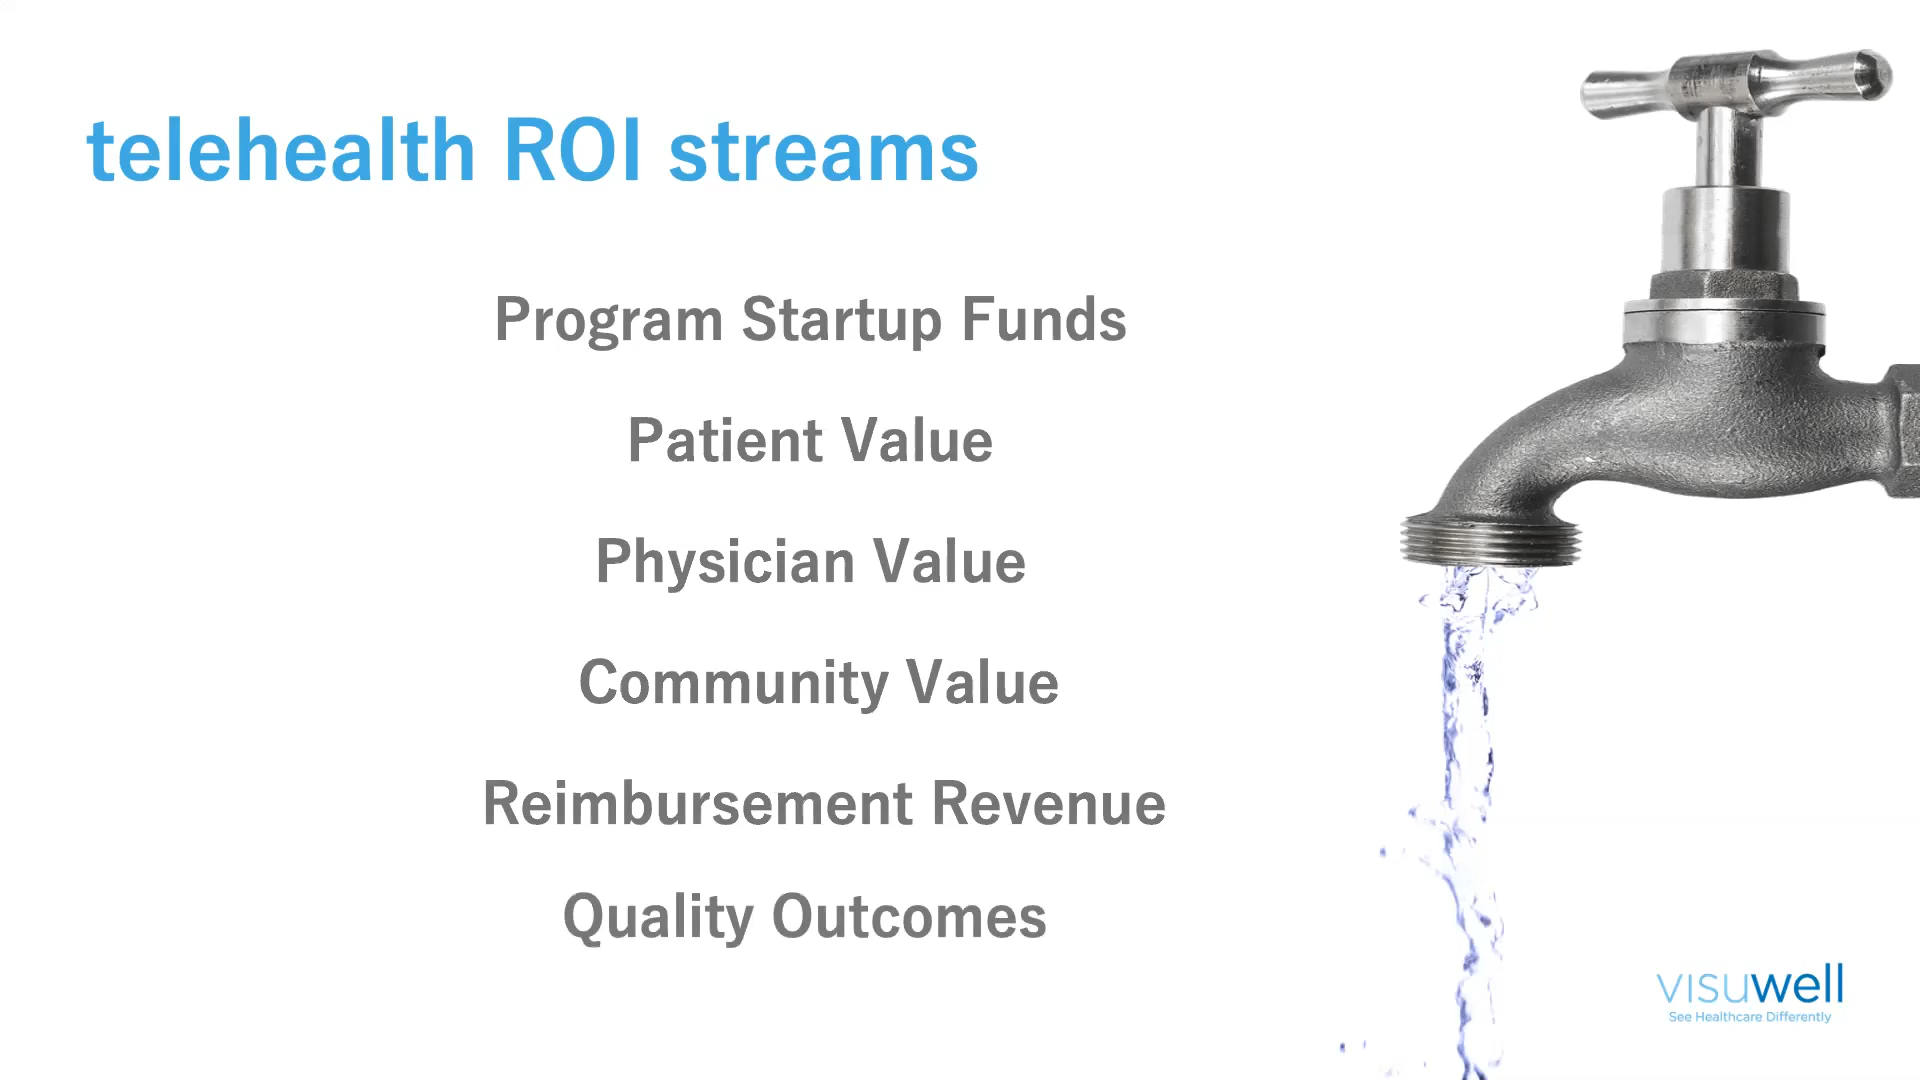 telehealth ROI streams
Program Startup Funds
Patient Value
Physician Value
Community Value
Reimbursement Revenue
Quality Outcomes
visuwell
See Healthcare Differently